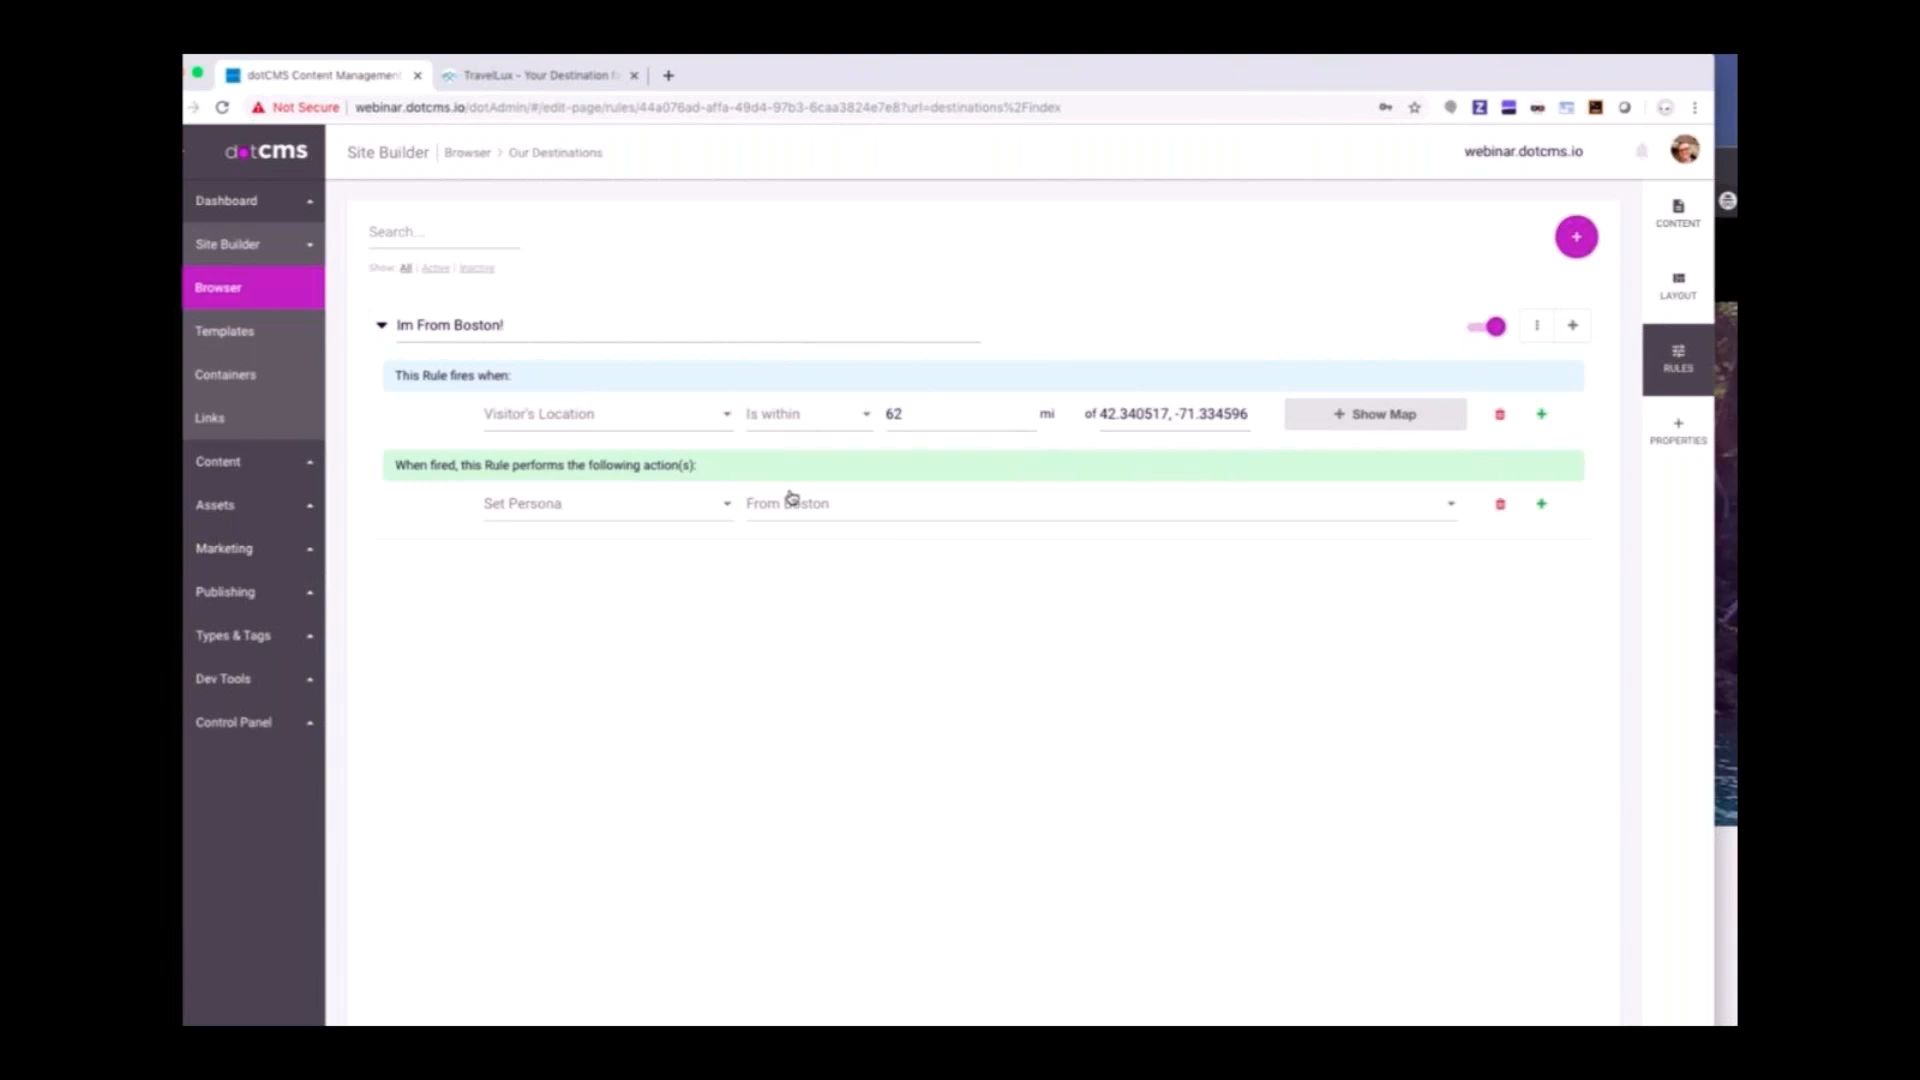 dotCMS Content Management
TravelLux - Your Destination f
Not Secure | webinar.dotcms.io/dotAdmin/#/edit-page/rules/44a076ad-affa-49d4-97b3-6caa3824e7e8?url=destinations%2Findex
dotCMS
Site Builder | Browser > Our Destinations
webinar.dotcms.io
Dashboard
Site Builder
Browser
Templates
Containers
Links
Content
Assets
Marketing
Publishing
Types & Tags
Dev Tools
Control Panel
Search...
Show: All | Active | Inactive
Im From Boston!
This Rule fires when:
Visitor's Location Is within 62 mi of 42.340517, -71.334596 + Show Map
When fired, this Rule performs the following action(s):
Set Persona From Boston
CONTENT
LAYOUT
RULES
PROPERTIES